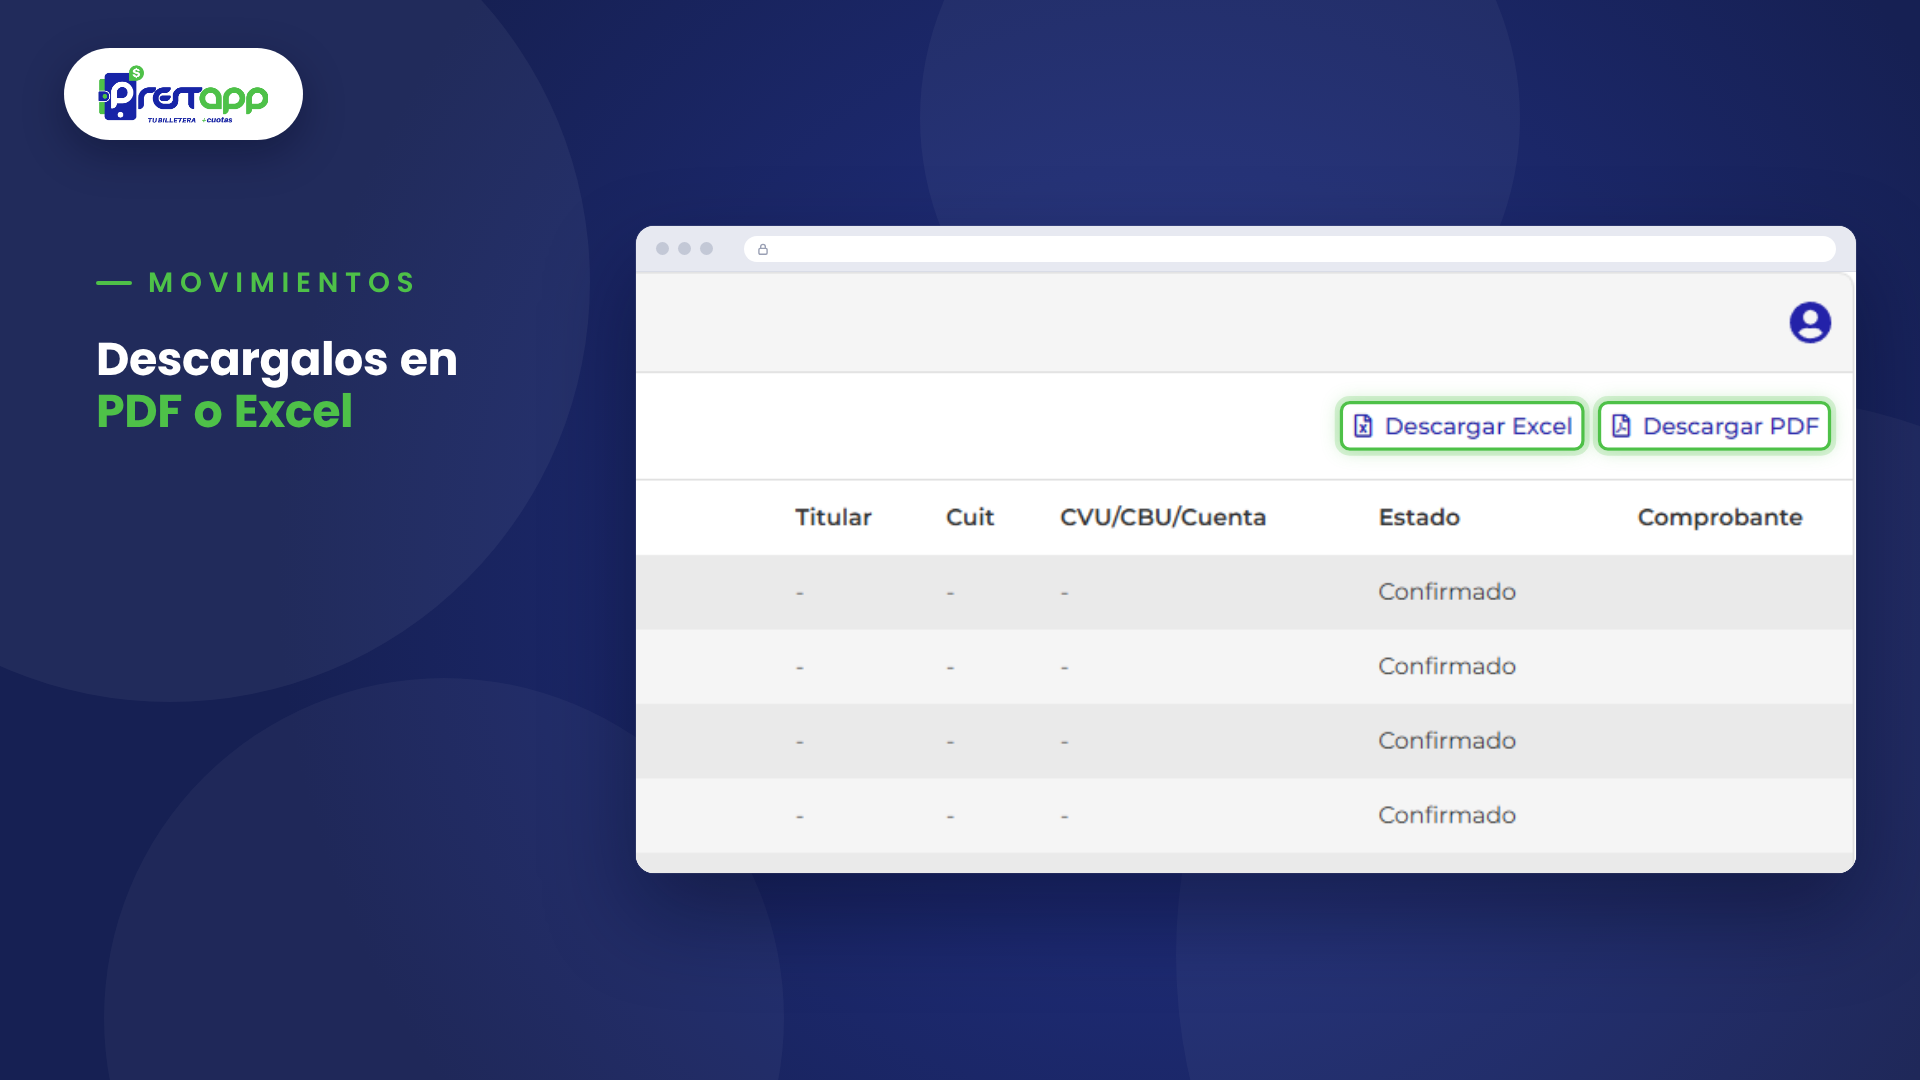 Prestapp
TU BILLETERA +cuotas
MOVIMIENTOS
Descargalos en
PDF o Excel
Descargar Excel Descargar PDF
Titular Cuit CVU/CBU/Cuenta Estado Comprobante
- - - Confirmado
- - - Confirmado
- - - Confirmado
- - - Confirmado